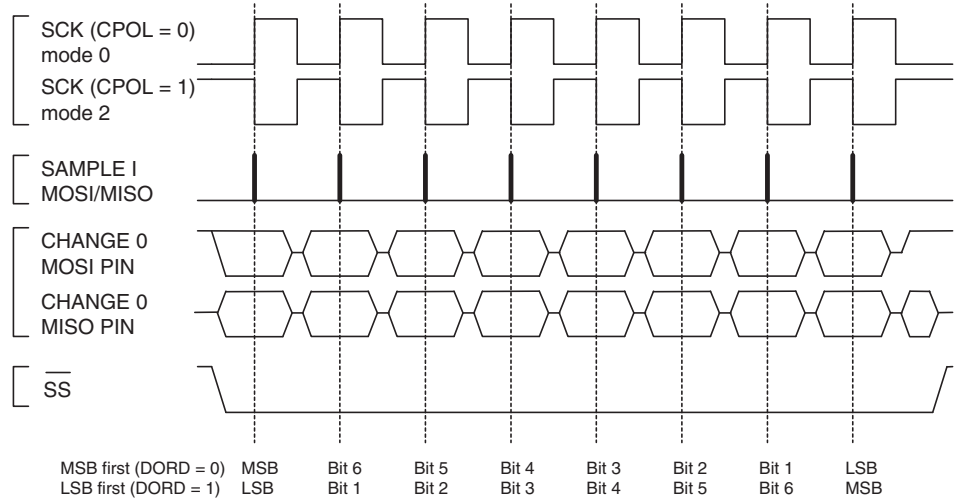 SCK (CPOL = 0)
mode 0
SCK (CPOL = 1)
mode 2
SAMPLE I
MOSI/MISO
CHANGE 0
MOSI PIN
CHANGE 0
MISO PIN
SS
MSB first (DORD = 0) MSB Bit 6 Bit 5 Bit 4 Bit 3 Bit 2 Bit 1 LSB
LSB first (DORD = 1) LSB Bit 1 Bit 2 Bit 3 Bit 4 Bit 5 Bit 6 MSB